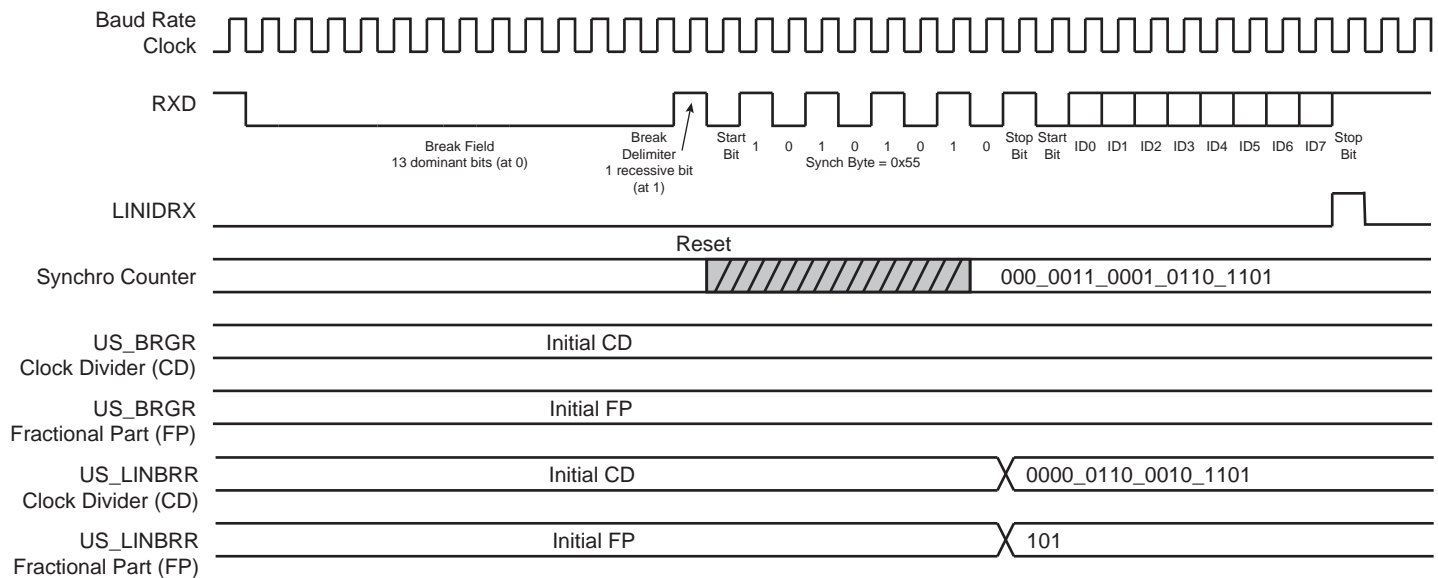 Baud Rate
Clock
RXD
Break Field
13 dominant bits (at 0)
Break
Delimiter
1 recessive bit
(at 1)
Start
Bit
1 0 1 0 1 0 1 0
Synch Byte = 0x55
Stop
Bit
Start
Bit
ID0 ID1 ID2 ID3 ID4 ID5 ID6 ID7
Stop
Bit
LINIDRX
Reset
Synchro Counter
000_0011_0001_0110_1101
US_BRGR
Clock Divider (CD)
Initial CD
US_BRGR
Fractional Part (FP)
Initial FP
US_LINBRR
Clock Divider (CD)
Initial CD
0000_0110_0010_1101
US_LINBRR
Fractional Part (FP)
Initial FP
101